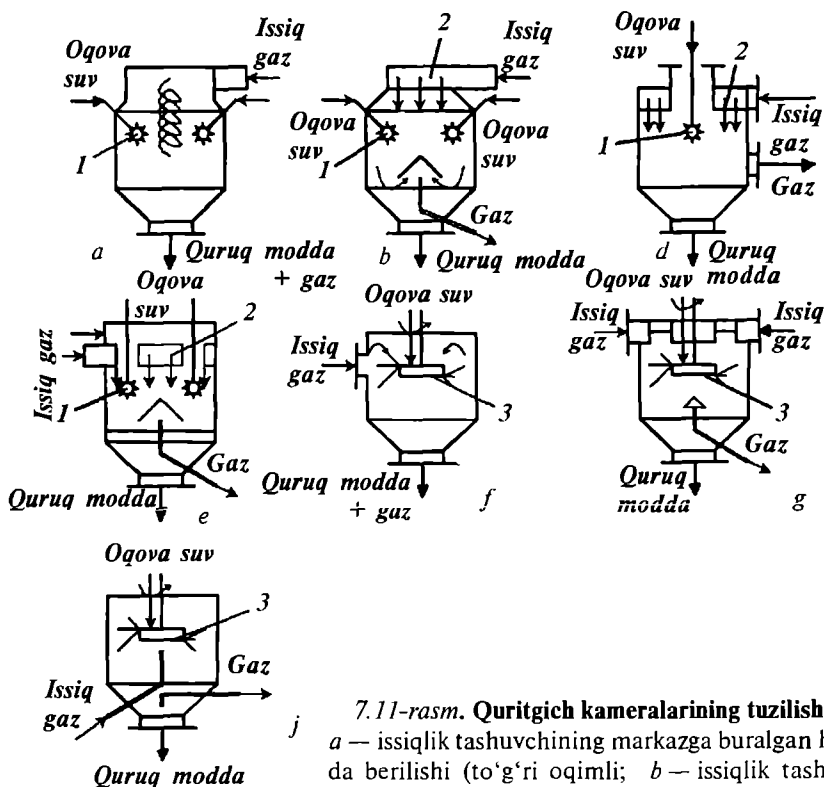 Issiq gaz
Oqova suv
1
a
Quruq modda + gaz
2
Issiq gaz
Oqova suv
Oqova suv
1
Gaz
b
Quruq modda
Oqova suv
2
1
Issiq gaz
Gaz
d
Quruq modda
Oqova suv
2
Issiq gaz
1
Gaz
Quruq modda
e
Oqova suv
Issiq gaz
3
Quruq modda + gaz
f
Oqova suv
Issiq gaz
Issiq gaz
3
Gaz
Quruq modda
g
Oqova suv
3
Gaz
Issiq gaz
j
Quruq modda
7.11-rasm. Quritgich kameralarining tuzilish
a — issiqlik tashuvchining markazga buralgan h
da berilishi (to‘g‘ri oqimli; b — issiqlik tash